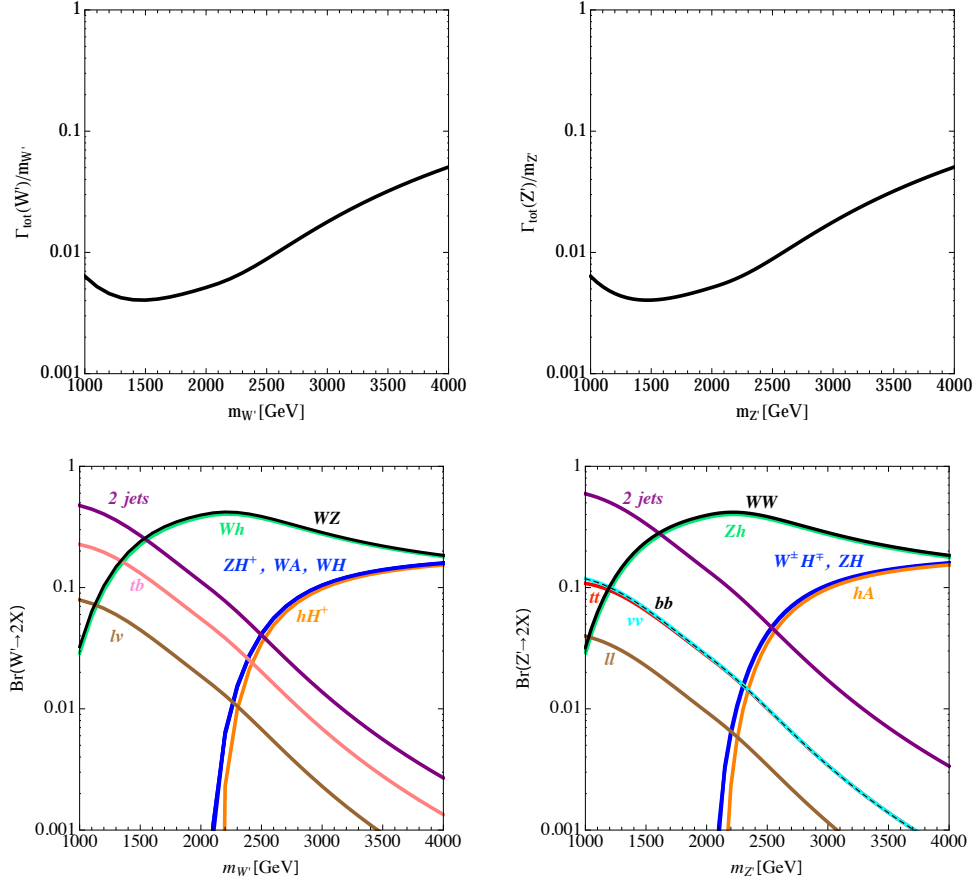 1
0.1
0.01
0.001
Γtot(W')/mW'
1000 1500 2000 2500 3000 3500 4000
mW' [GeV]
1
0.1
0.01
0.001
Γtot(Z')/mZ'
1000 1500 2000 2500 3000 3500 4000
mZ' [GeV]
1
0.1
0.01
0.001
Br(W'→2X)
2 jets
WZ
Wh
ZH+ , WA, WH
tb
hH+
lν
1000 1500 2000 2500 3000 3500 4000
mW' [GeV]
1
0.1
0.01
0.001
Br(Z'→2X)
2 jets
WW
Zh
W±H∓, ZH
tt
bb
νν
hA
ll
1000 1500 2000 2500 3000 3500 4000
mZ' [GeV]